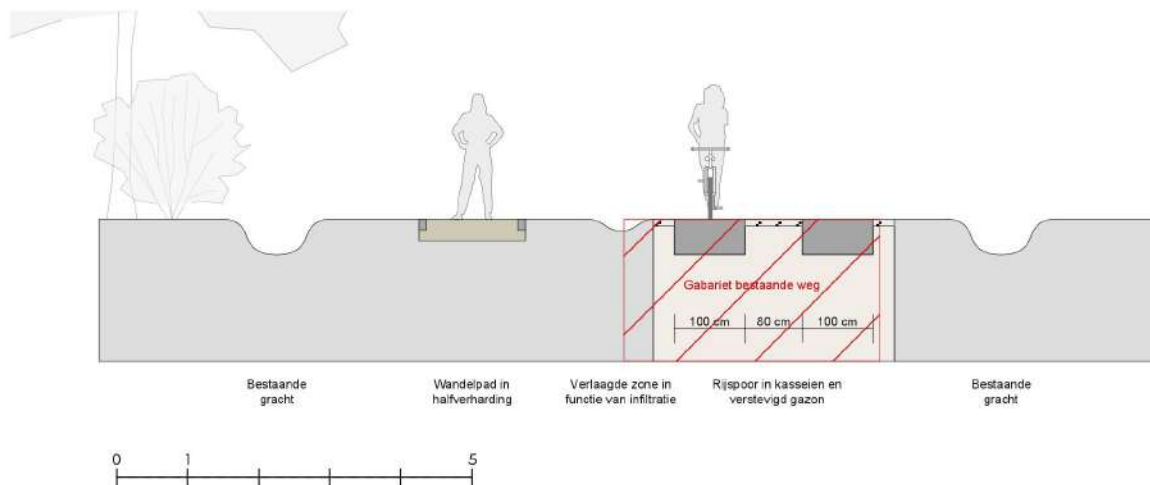 Gabariet bestaande weg
100 cm 80 cm 100 cm
Bestaande
gracht
Wandelpad in
halfverharding
Verlaagde zone in
functie van infiltratie
Rijspoor in kasseien en
verstevigd gazon
Bestaande
gracht
0 1 5